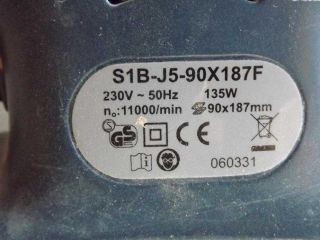 S1B-J5-90X187F
230V ~ 50Hz 135W
n₀:11000/min 90x187mm
GS CE
060331